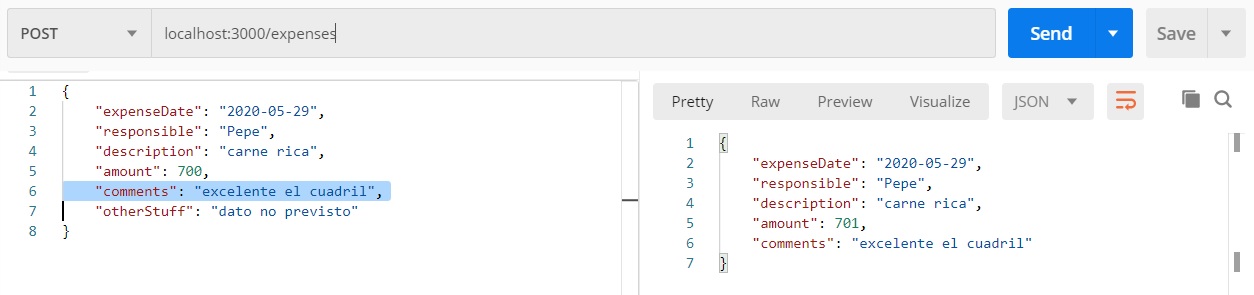 POST localhost:3000/expenses Send Save
1 {
2 "expenseDate": "2020-05-29",
3 "responsible": "Pepe",
4 "description": "carne rica",
5 "amount": 700,
6 "comments": "excelente el cuadril",
7 "otherStuff": "dato no previsto"
8 }
Pretty Raw Preview Visualize JSON
1 {
2 "expenseDate": "2020-05-29",
3 "responsible": "Pepe",
4 "description": "carne rica",
5 "amount": 701,
6 "comments": "excelente el cuadril"
7 }